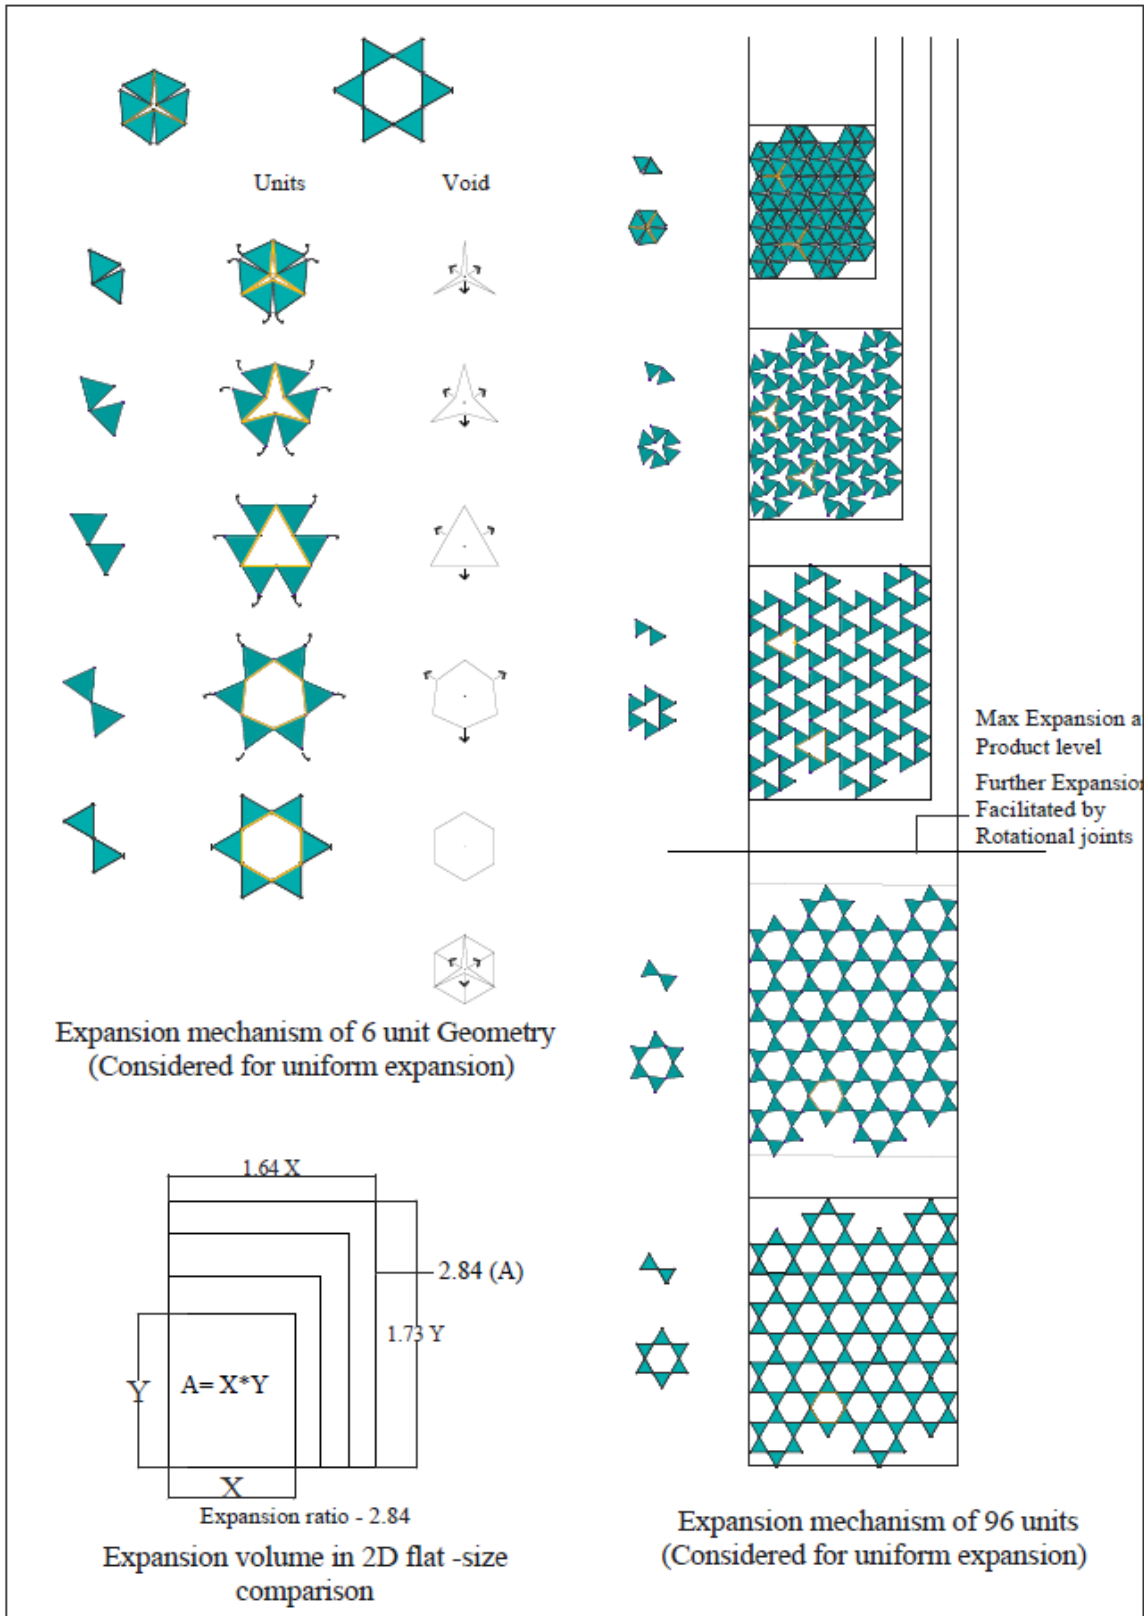 Units
Void
Expansion mechanism of 6 unit Geometry
(Considered for uniform expansion)
1.64 X
2.84 (A)
1.73 Y
Y
A= X*Y
X
Expansion ratio - 2.84
Expansion volume in 2D flat -size
comparison
Max Expansion a
Product level
Further Expansion
Facilitated by
Rotational joints
Expansion mechanism of 96 units
(Considered for uniform expansion)